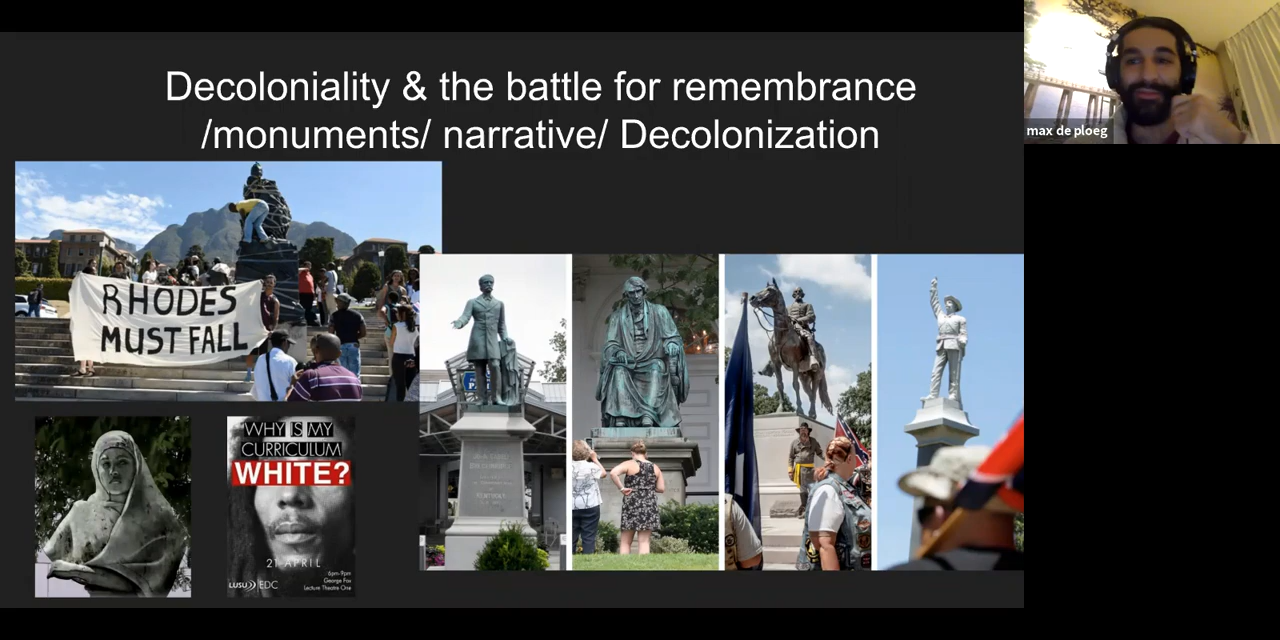 Decoloniality & the battle for remembrance
/monuments/ narrative/ Decolonization
max de ploeg
RHODES
MUST FALL
WHY IS MY
CURRICULUM
WHITE?
21 APRIL
6pm-9pm
George Fox
Lecture Theatre One
LUSU EDC